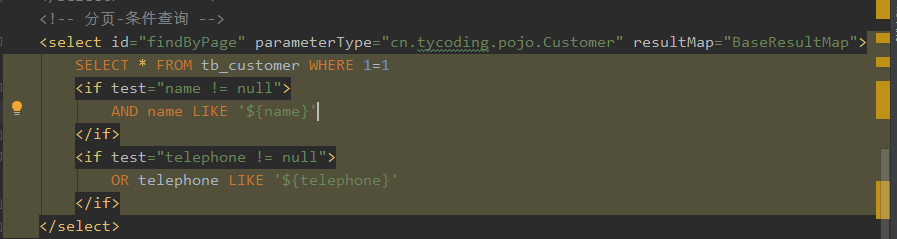 <!-- 分页-条件查询 -->
<select id="findByPage" parameterType="cn.tycoding.pojo.Customer" resultMap="BaseResultMap">
SELECT * FROM tb_customer WHERE 1=1
<if test="name != null">
AND name LIKE '${name}'
</if>
<if test="telephone != null">
OR telephone LIKE '${telephone}'
</if>
</select>